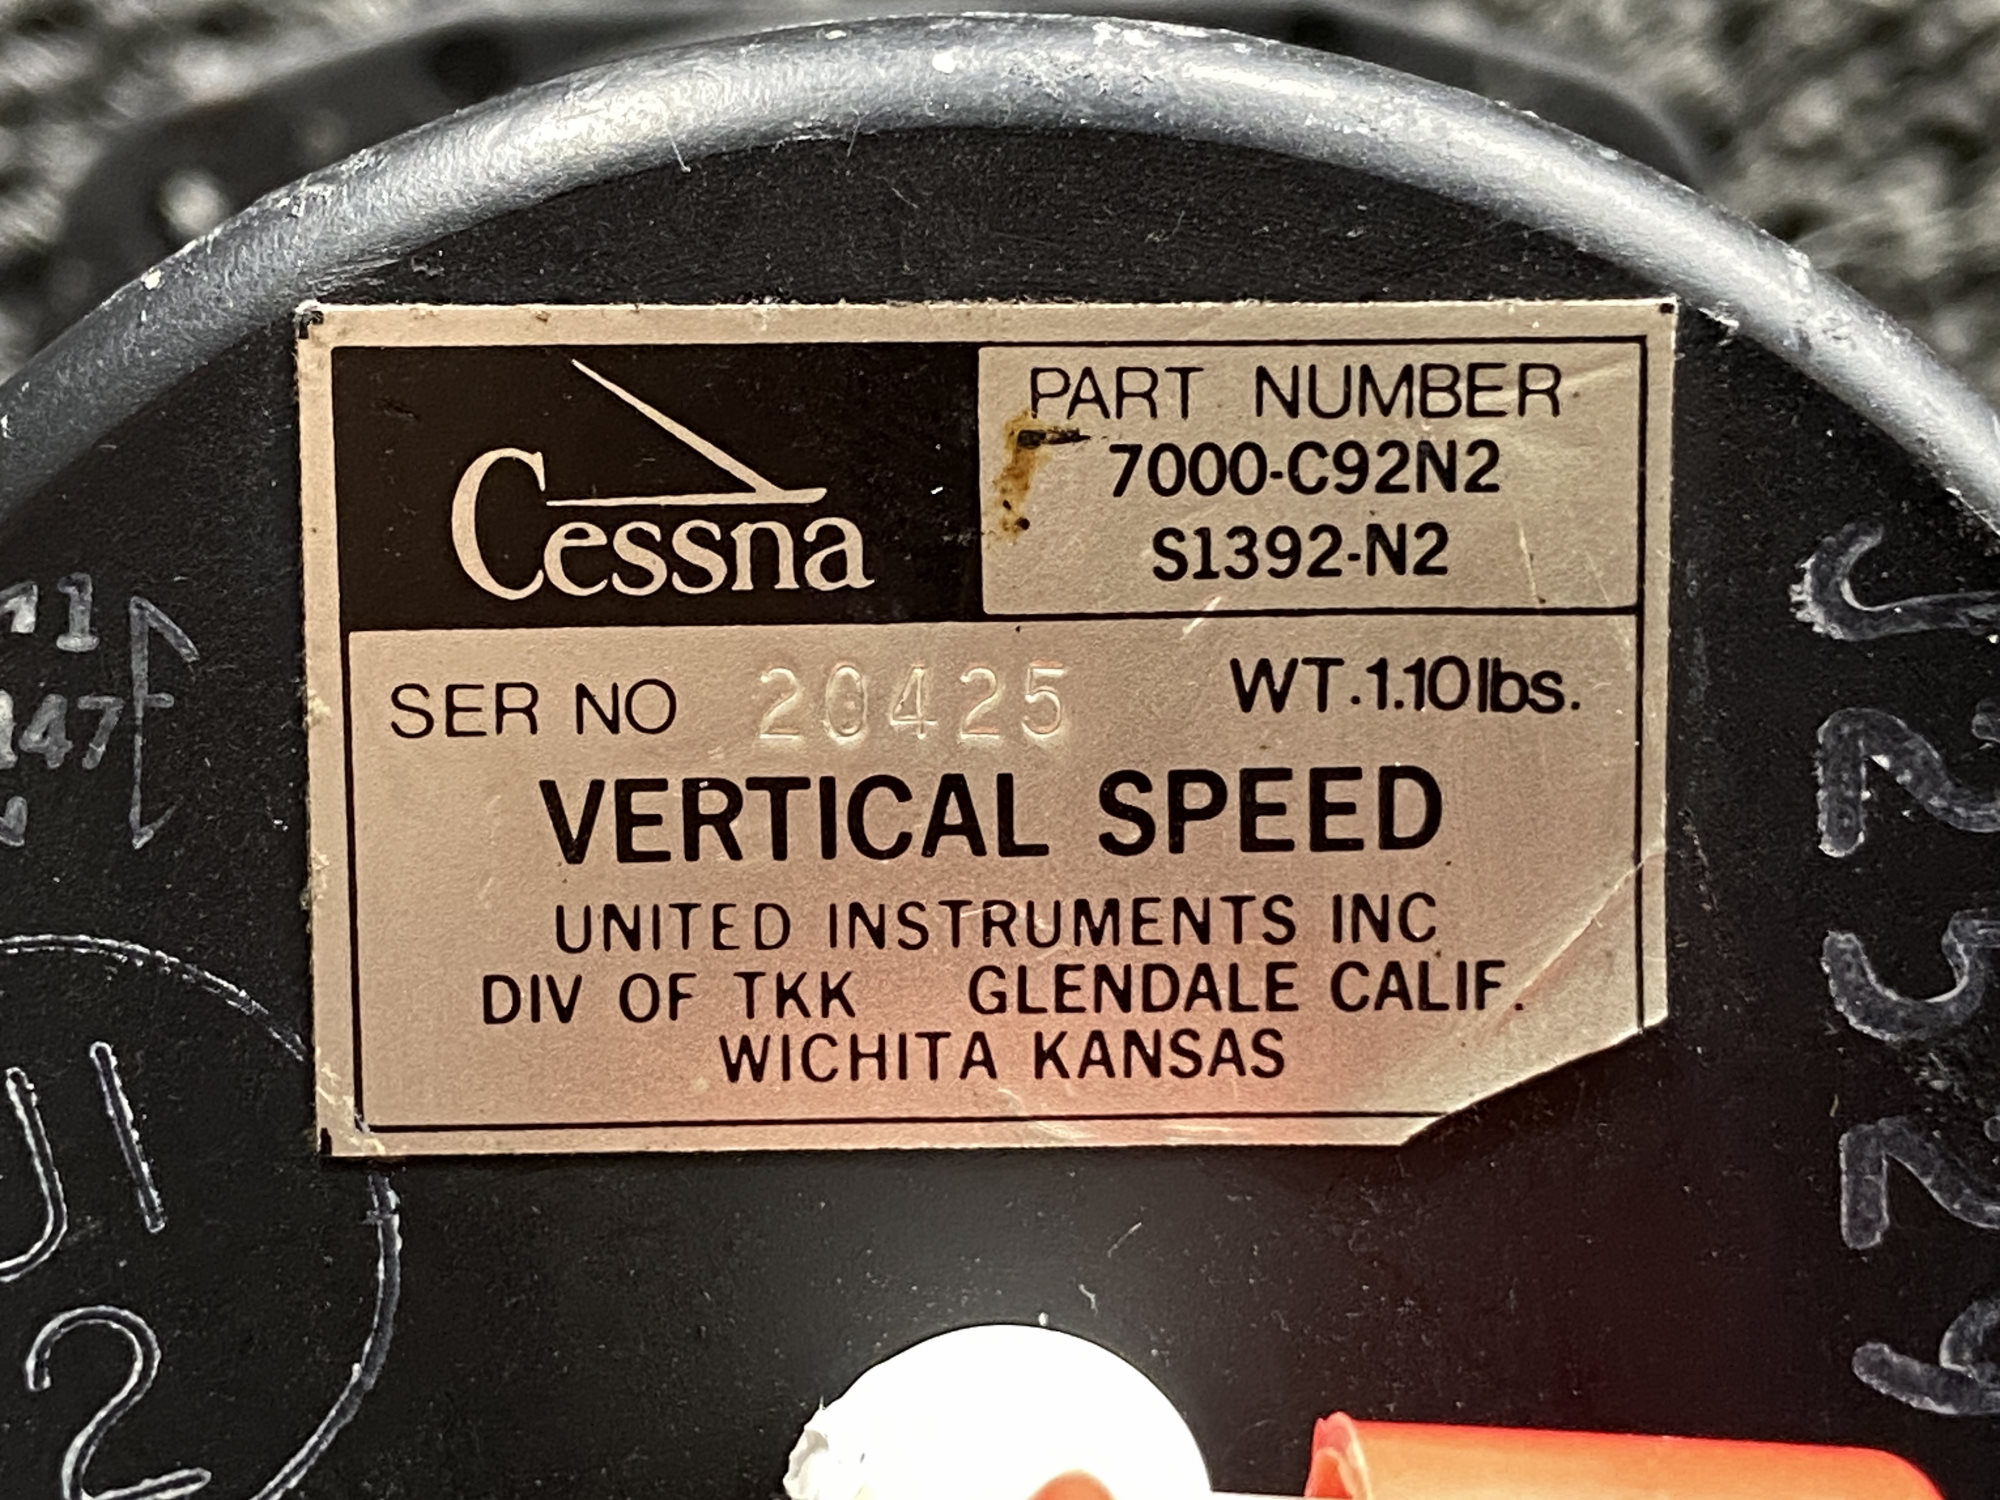 Cessna
PART NUMBER
7000-C92N2
S1392-N2
SER NO 20425 WT. 1.10 lbs.
VERTICAL SPEED
UNITED INSTRUMENTS INC
DIV OF TKK GLENDALE CALIF.
WICHITA KANSAS